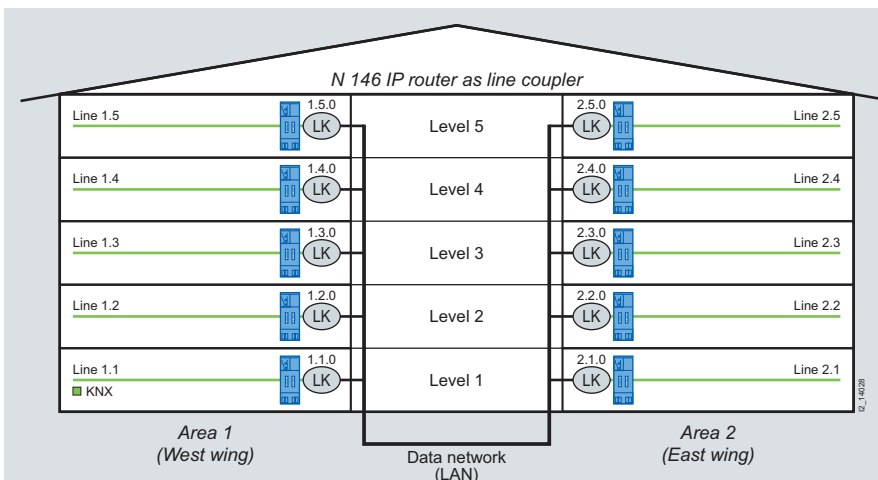 N 146 IP router as line coupler
Line 1.5
1.5.0
LK
Level 5
2.5.0
LK
Line 2.5
Line 1.4
1.4.0
LK
Level 4
2.4.0
LK
Line 2.4
Line 1.3
1.3.0
LK
Level 3
2.3.0
LK
Line 2.3
Line 1.2
1.2.0
LK
Level 2
2.2.0
LK
Line 2.2
Line 1.1
KNX
1.1.0
LK
Level 1
2.1.0
LK
Line 2.1
I2_14028
Area 1
(West wing)
Data network
(LAN)
Area 2
(East wing)